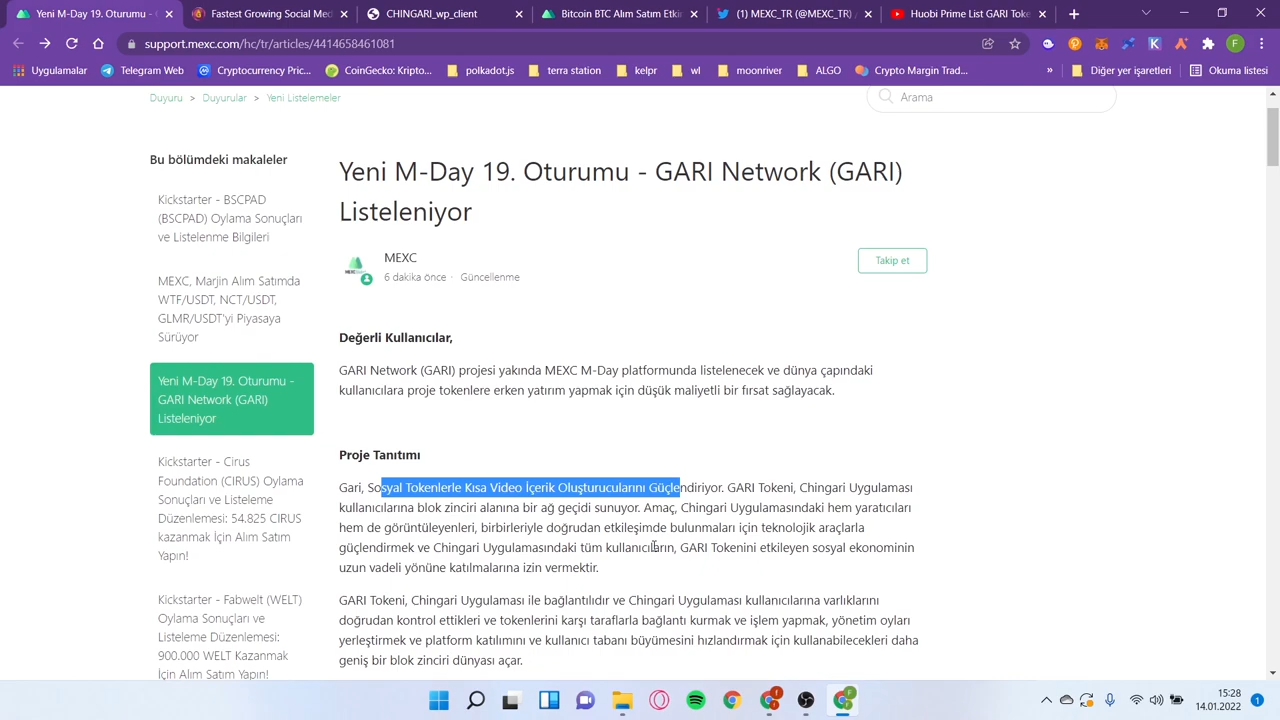 Yeni M-Day 19. Oturumu -
CHINGARI.world
Bitcoin BTC Alım Satım Etkin
(1) MEXC_TR (@MEXC_TR) /
Huobi Prime List GARI Toke
support.mexc.com/hc/tr/articles/4414658461081
Uygulamalar
Telegram Web
Cryptocurrency Pric...
CoinGecko: Kripto...
polkadot.js
terra station
kelpr
wl
moonriver
ALGO
Crypto Margin Trad...
»
Diğer yer işaretleri
Okuma listesi
Duyuru > Duyurular > Yeni Listelemeler
Arama
Bu bölümdeki makaleler
Kickstarter - BSCPAD
(BSCPAD) Oylama Sonuçları
ve Listelenme Bilgileri
MEXC, Marjin Alım Satımda
WTF/USDT, NCT/USDT,
GLMR/USDT'yi Piyasaya
Sürüyor
Yeni M-Day 19. Oturumu -
GARI Network (GARI)
Listeleniyor
Kickstarter - Cirus
Foundation (CIRUS) Oylama
Sonuçları ve Listeleme
Düzenlemesi: 54.825 CIRUS
kazanmak İçin Alım Satım
Yapın!
Kickstarter - Fabwelt (WELT)
Oylama Sonuçları ve
Listeleme Düzenlemesi:
900.000 WELT Kazanmak
İçin Alım Satım Yapın!
Yeni M-Day 19. Oturumu - GARI Network (GARI)
Listeleniyor
MEXC
6 dakika önce · Güncellenme
Takip et
Değerli Kullanıcılar,
GARI Network (GARI) projesi yakında MEXC M-Day platformunda listelenecek ve dünya çapındaki
kullanıcılara proje tokenlere erken yatırım yapmak için düşük maliyetli bir fırsat sağlayacak.
Proje Tanıtımı
Gari, Sosyal Tokenlerle Kısa Video İçerik Oluşturucularını Güçlendiriyor. GARI Tokeni, Chingari Uygulaması
kullanıcılarına blok zinciri alanına bir ağ geçidi sunuyor. Amaç, Chingari Uygulamasındaki hem yaratıcıları
hem de görüntüleyenleri, birbirleriyle doğrudan etkileşimde bulunmaları için teknolojik araçlarla
güçlendirmek ve Chingari Uygulamasındaki tüm kullanıcıların, GARI Tokenini etkileyen sosyal ekonominin
uzun vadeli yönüne katılmalarına izin vermektir.
GARI Tokeni, Chingari Uygulaması ile bağlantılıdır ve Chingari Uygulaması kullanıcılarına varlıklarını
doğrudan kontrol ettikleri ve tokenlerini karşı taraflarla bağlantı kurmak ve işlem yapmak, yönetim oyları
yerleştirmek ve platform katılımını ve kullanıcı tabanı büyümesini hızlandırmak için kullanabilecekleri daha
geniş bir blok zinciri dünyası açar.
15:28
14.01.2022